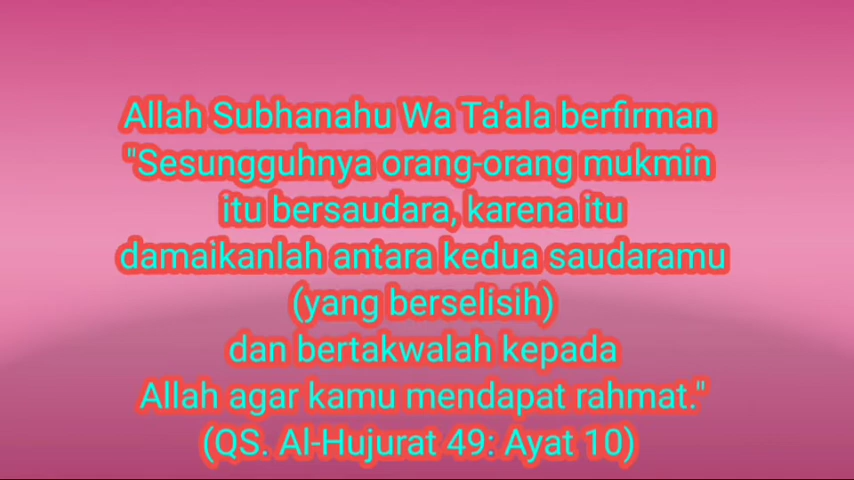 Allah Subhanahu Wa Ta'ala berfirman
"Sesungguhnya orang-orang mukmin
itu bersaudara, karena itu
damaikanlah antara kedua saudaramu
(yang berselisih)
dan bertakwalah kepada
Allah agar kamu mendapat rahmat."
(QS. Al-Hujurat 49: Ayat 10)